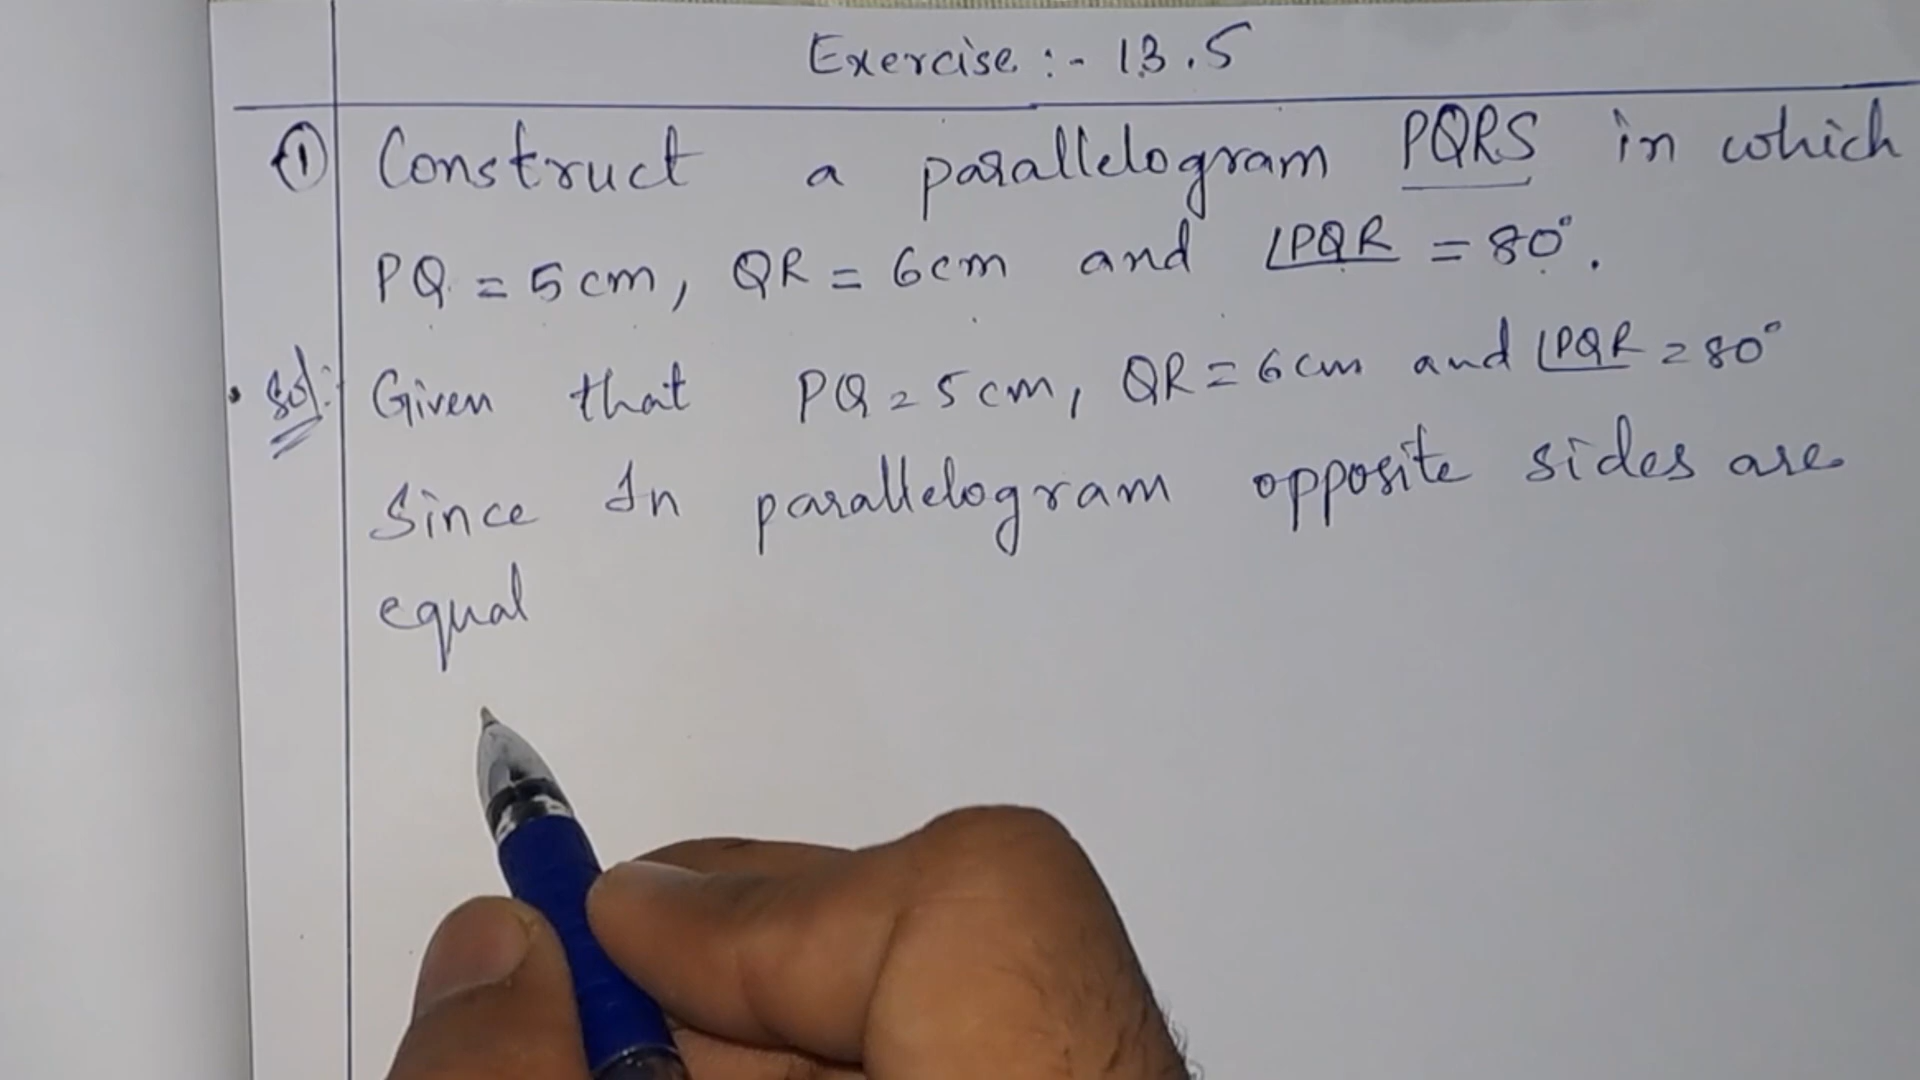 Exercise :- 13.5
① Construct a parallelogram PQRS in which
PQ = 5cm, QR = 6cm and ∠PQR = 80°.
Sol: Given that PQ = 5cm, QR = 6cm and ∠PQR = 80°
Since In parallelogram opposite sides are
equal